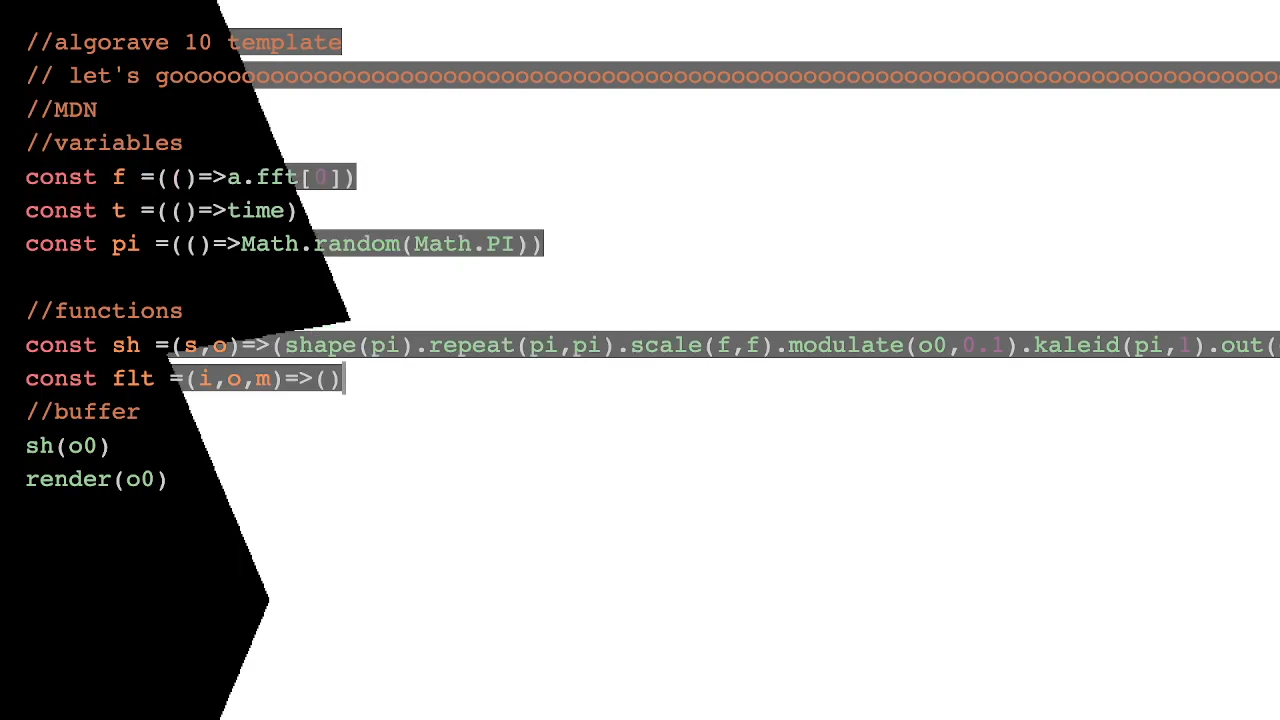 //algorave 10 template
// let's goooooooooooooooooooooooooooooooooooooooooooooooooooooooooooooooooooooooooooo
//MDN
//variables
const f =(()=>a.fft[0])
const t =(()=>time)
const pi =(()=>Math.random(Math.PI))
//functions
const sh =(s,o)=>(shape(pi).repeat(pi,pi).scale(f,f).modulate(o0,0.1).kaleid(pi,1).out(
const flt =(i,o,m)=>()
//buffer
sh(o0)
render(o0)